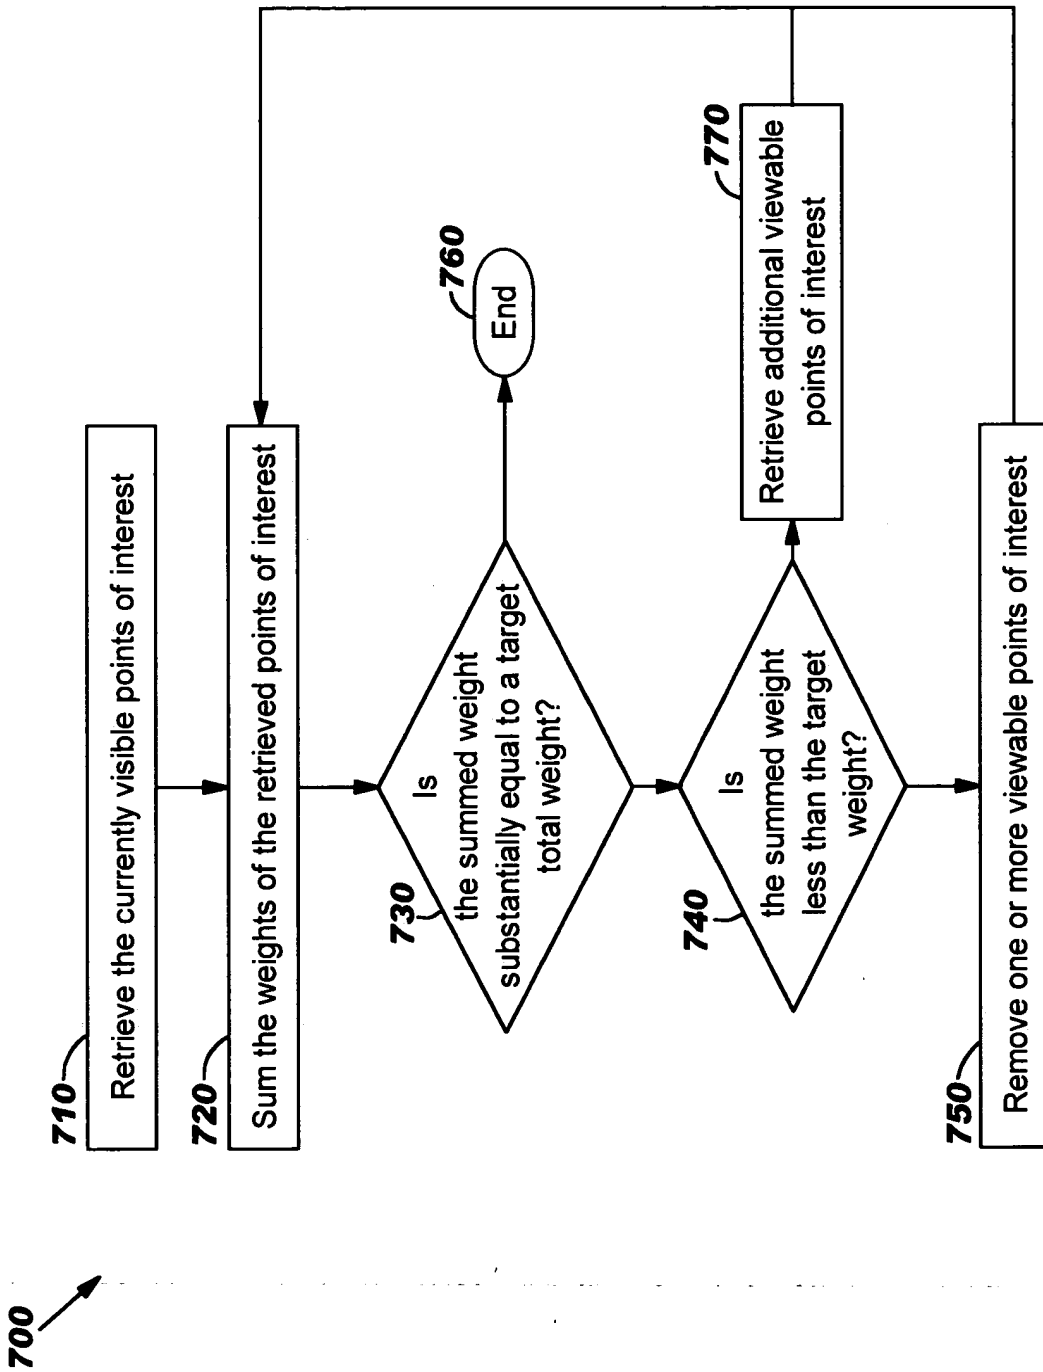 700
710
Retrieve the currently visible points of interest
720
Sum the weights of the retrieved points of interest
730
Is
the summed weight
substantially equal to a target
total weight?
760
End
740
Is
the summed weight
less than the target
weight?
770
Retrieve additional viewable
points of interest
750
Remove one or more viewable points of interest